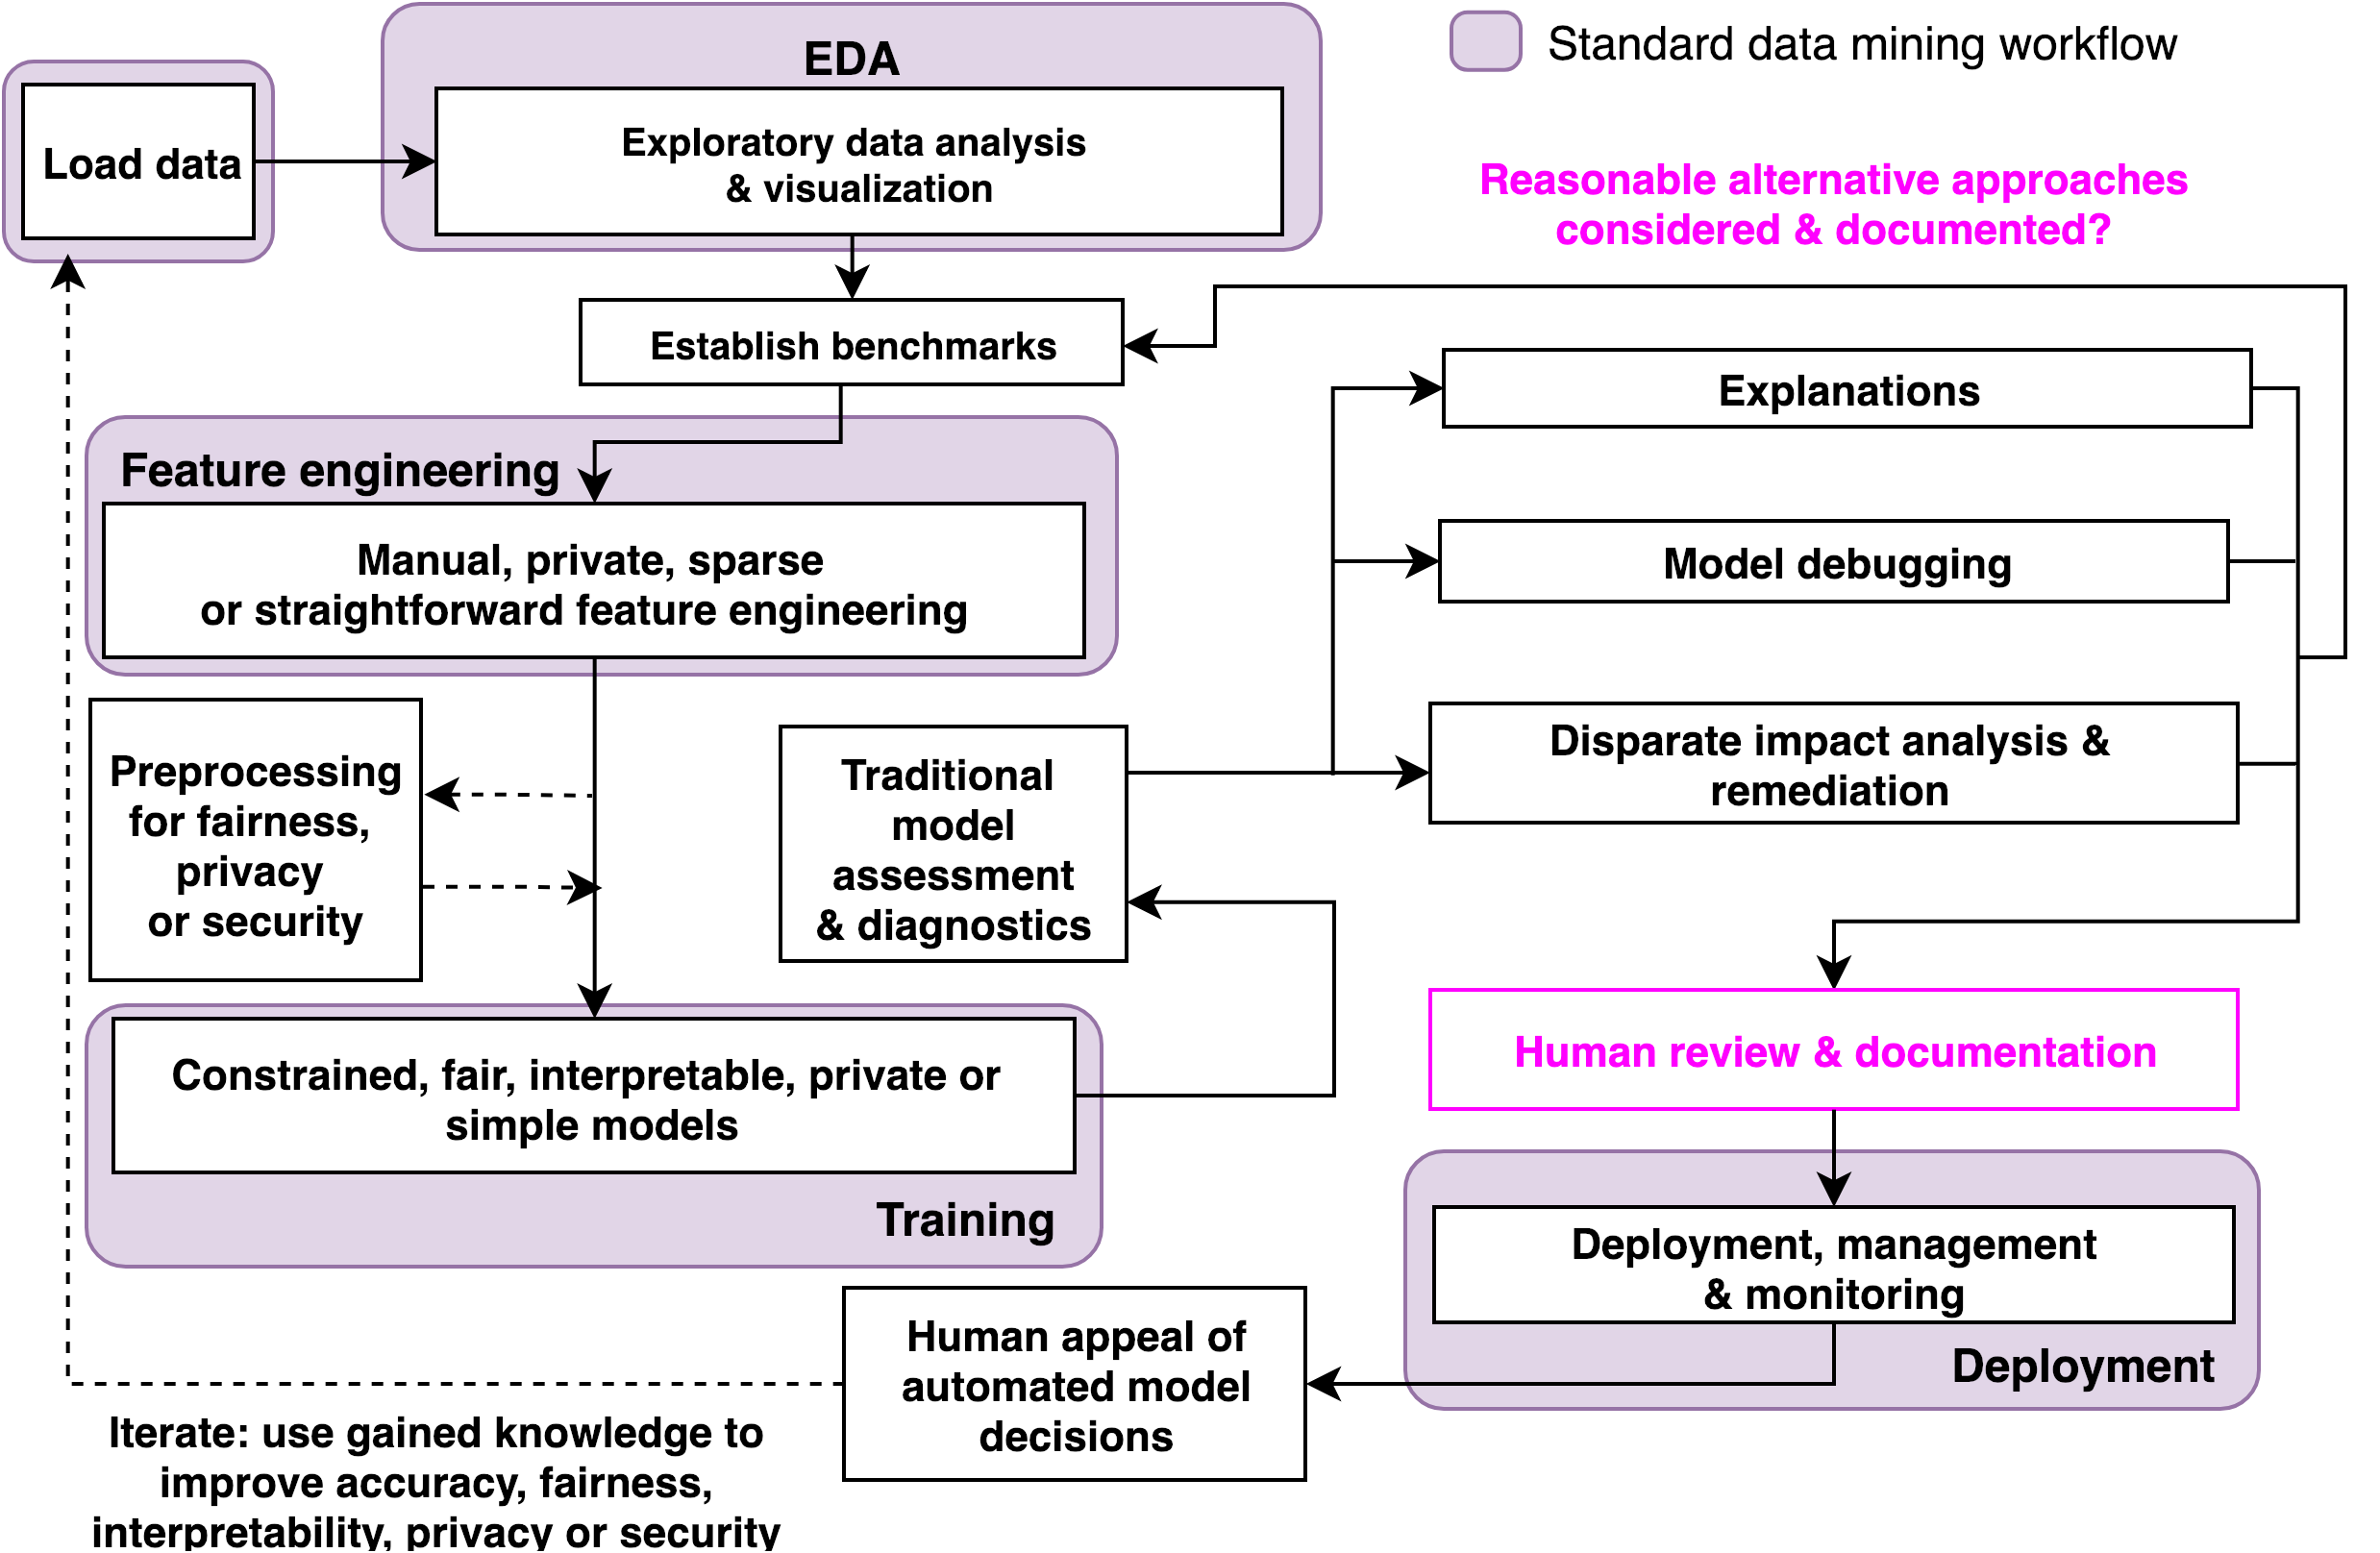 EDA
Standard data mining workflow
Load data
Exploratory data analysis
& visualization
Reasonable alternative approaches
considered & documented?
Establish benchmarks
Explanations
Feature engineering
Manual, private, sparse
or straightforward feature engineering
Model debugging
Preprocessing
for fairness,
privacy
or security
Traditional
model
assessment
& diagnostics
Disparate impact analysis &
remediation
Constrained, fair, interpretable, private or
simple models
Training
Human review & documentation
Deployment, management
& monitoring
Deployment
Human appeal of
automated model
decisions
Iterate: use gained knowledge to
improve accuracy, fairness,
interpretability, privacy or security